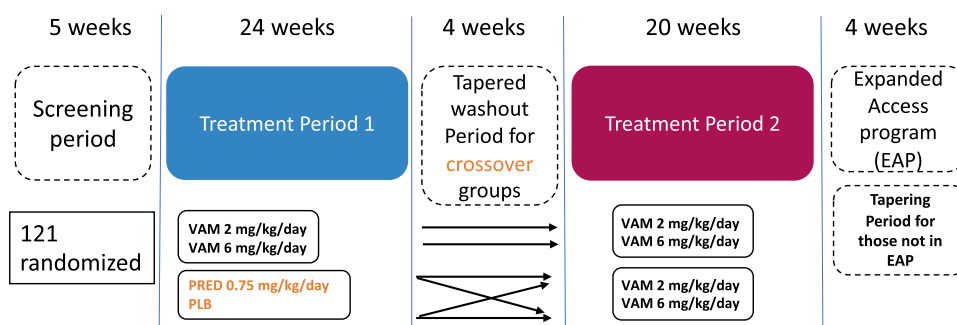 5 weeks
24 weeks
4 weeks
20 weeks
4 weeks
Screening
period
Treatment Period 1
Tapered
washout
Period for
crossover
groups
Treatment Period 2
Expanded
Access
program
(EAP)
121
randomized
VAM 2 mg/kg/day
VAM 6 mg/kg/day
PRED 0.75 mg/kg/day
PLB
VAM 2 mg/kg/day
VAM 6 mg/kg/day
VAM 2 mg/kg/day
VAM 6 mg/kg/day
Tapering
Period for
those not in
EAP